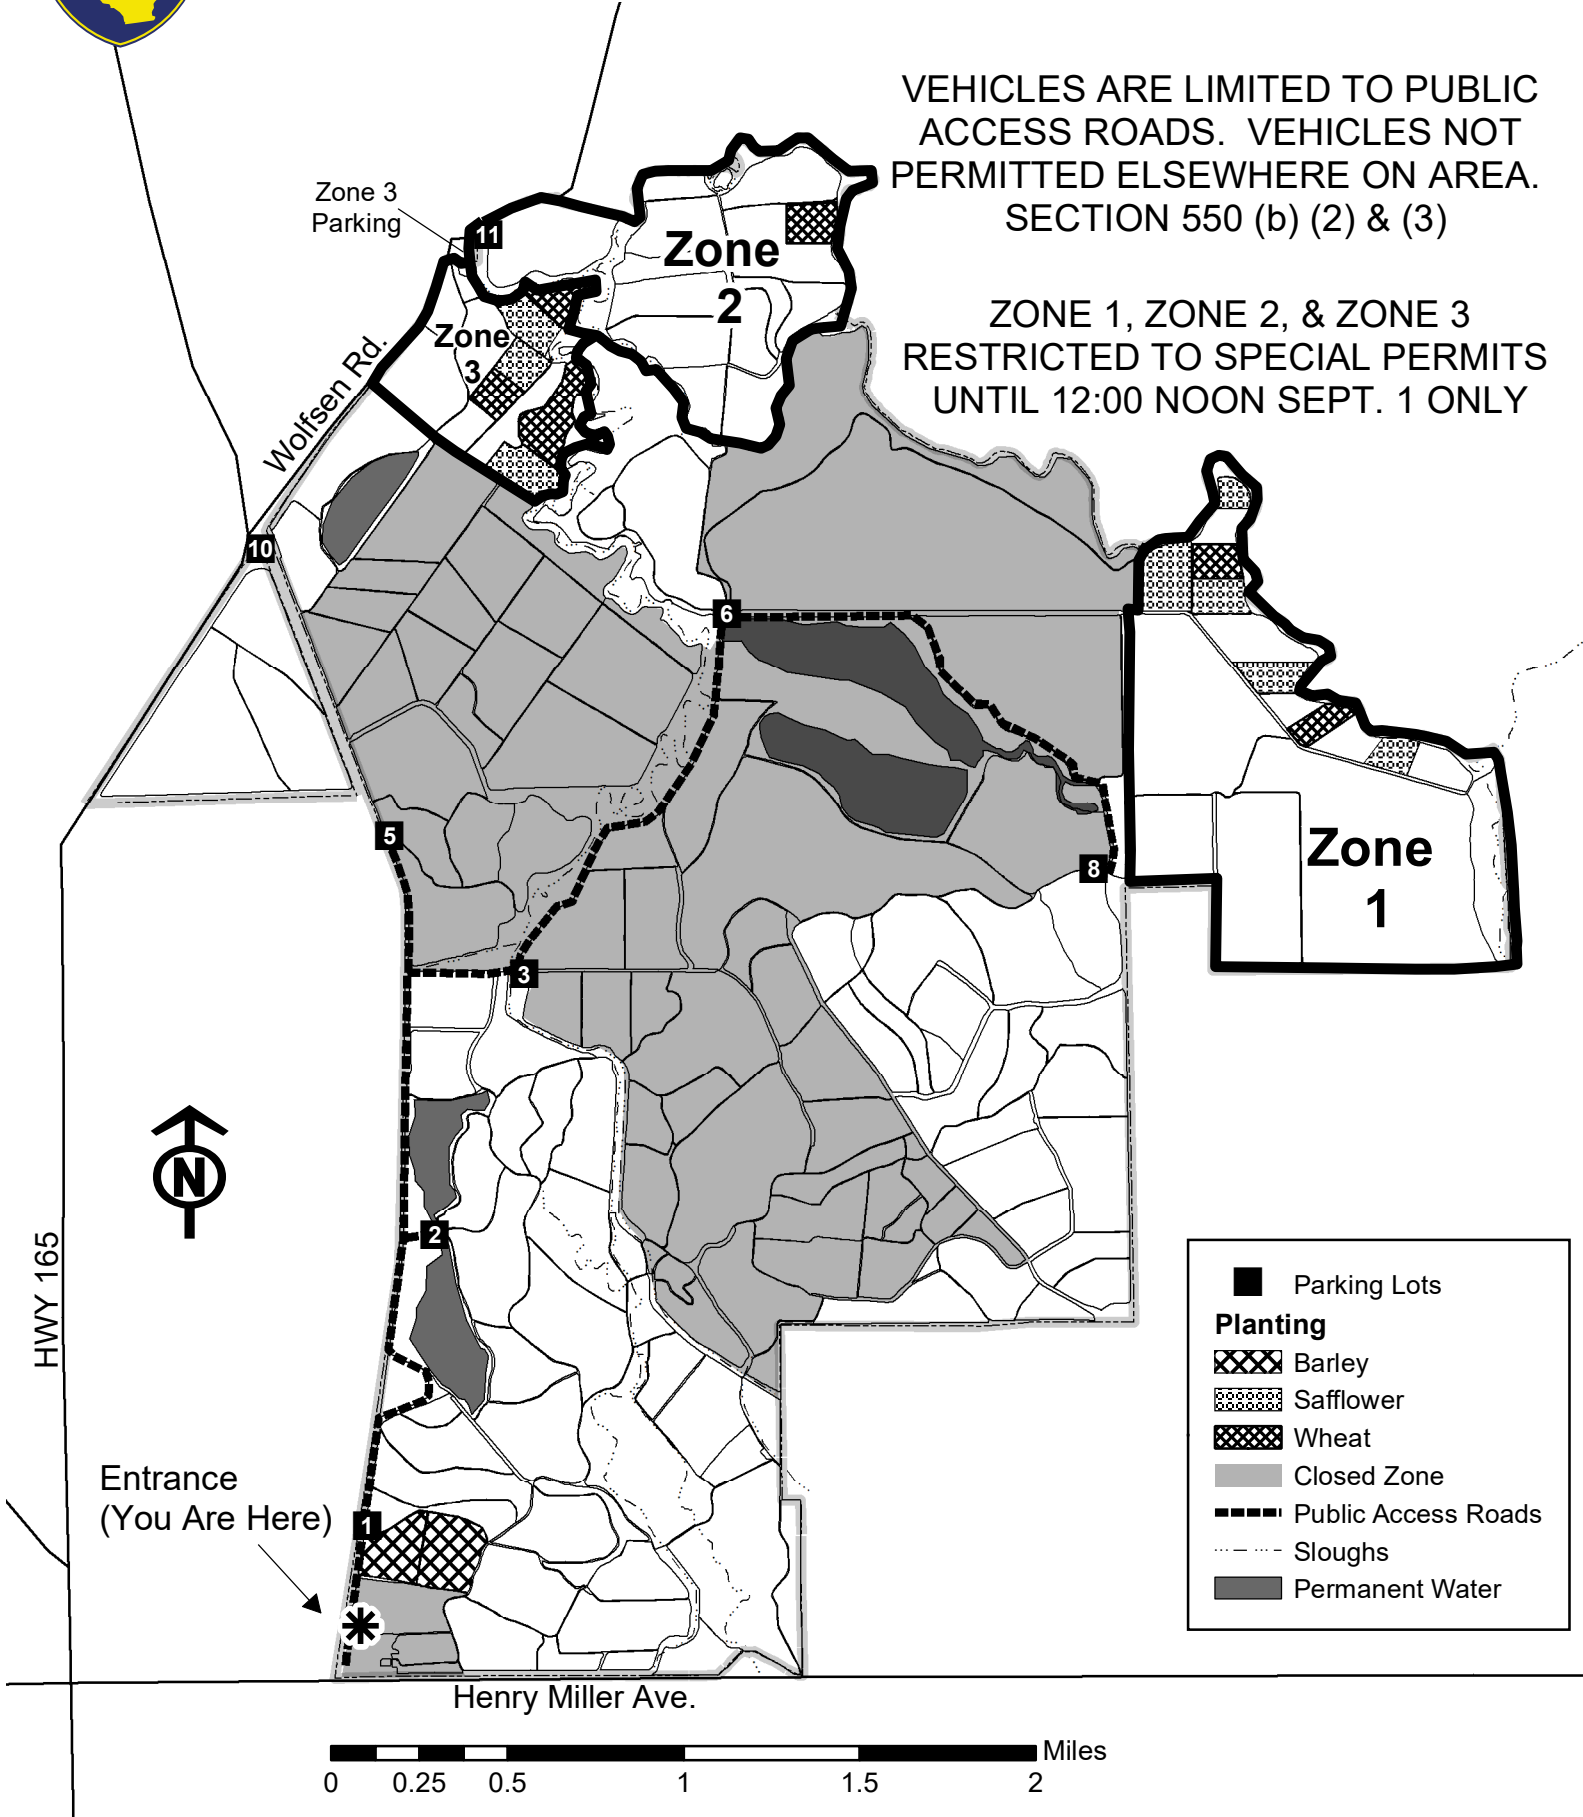 VEHICLES ARE LIMITED TO PUBLIC
ACCESS ROADS.  VEHICLES NOT
PERMITTED ELSEWHERE ON AREA.
SECTION 550 (b) (2) & (3)
ZONE 1, ZONE 2, & ZONE 3
RESTRICTED TO SPECIAL PERMITS
UNTIL 12:00 NOON SEPT. 1 ONLY
Zone 3
Parking
11
Zone
2
Zone
3
Wolfsen Rd.
10
6
5
8
Zone
1
3
N
2
HWY 165
Entrance
(You Are Here)
1
Henry Miller Ave.
Parking Lots
Planting
Barley
Safflower
Wheat
Closed Zone
Public Access Roads
Sloughs
Permanent Water
Miles
0 0.25 0.5 1 1.5 2